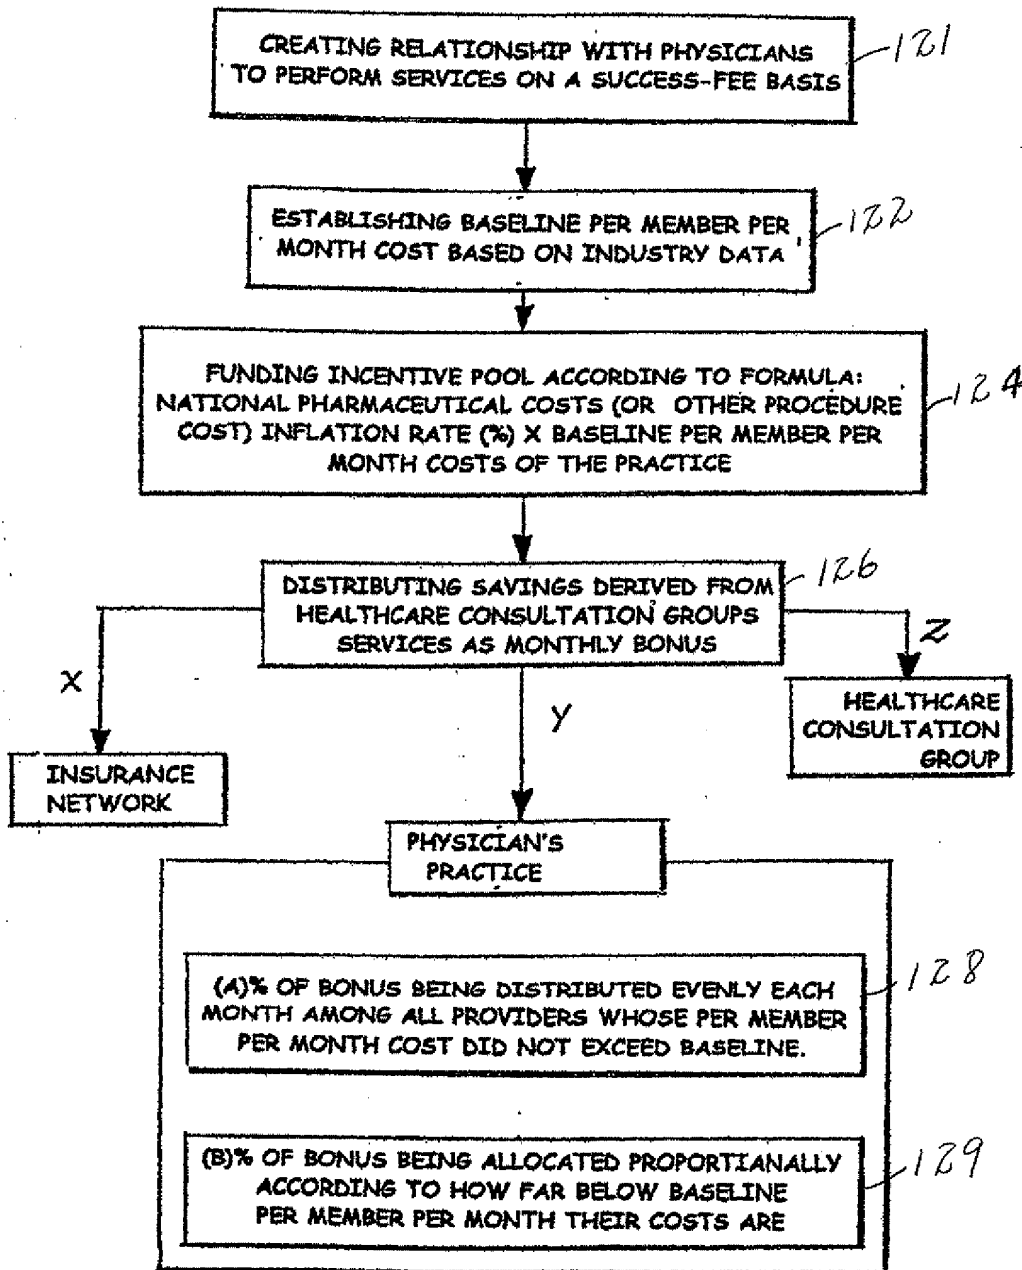 CREATING RELATIONSHIP WITH PHYSICIANS
TO PERFORM SERVICES ON A SUCCESS-FEE BASIS
121
ESTABLISHING BASELINE PER MEMBER PER
MONTH COST BASED ON INDUSTRY DATA
122
FUNDING INCENTIVE POOL ACCORDING TO FORMULA:
NATIONAL PHARMACEUTICAL COSTS (OR OTHER PROCEDURE
COST) INFLATION RATE (%) X BASELINE PER MEMBER PER
MONTH COSTS OF THE PRACTICE
124
DISTRIBUTING SAVINGS DERIVED FROM
HEALTHCARE CONSULTATION GROUPS
SERVICES AS MONTHLY BONUS
126
X
Y
Z
INSURANCE
NETWORK
HEALTHCARE
CONSULTATION
GROUP
PHYSICIAN'S
PRACTICE
(A)% OF BONUS BEING DISTRIBUTED EVENLY EACH
MONTH AMONG ALL PROVIDERS WHOSE PER MEMBER
PER MONTH COST DID NOT EXCEED BASELINE.
128
(B)% OF BONUS BEING ALLOCATED PROPORTIANALLY
ACCORDING TO HOW FAR BELOW BASELINE
PER MEMBER PER MONTH THEIR COSTS ARE
129